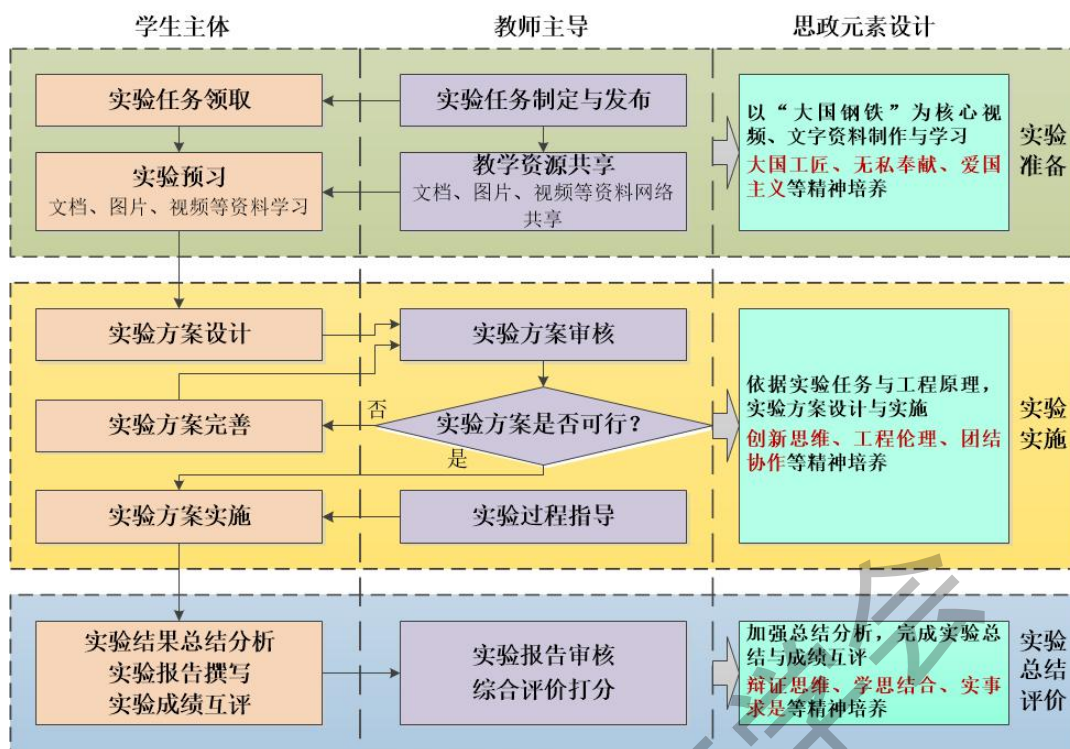 学生主体
教师主导
思政元素设计
实验任务领取
实验任务制定与发布
以“大国钢铁”为核心视
频、文字资料制作与学习
大国工匠、无私奉献、爱国
主义等精神培养
实验
准备
实验预习
文档、图片、视频等资料学习
教学资源共享
文档、图片、视频等资料网络
共享
实验方案设计
实验方案审核
依据实验任务与工程原理，
实验方案设计与实施
创新思维、工程伦理、团结
协作等精神培养
实验
实施
实验方案完善
否
实验方案是否可行？
是
实验方案实施
实验过程指导
实验结果总结分析
实验报告撰写
实验成绩互评
实验报告审核
综合评价打分
加强总结分析，完成实验总
结与成绩互评
辩证思维、学思结合、实事
求是等精神培养
实验
总结
评价
学会